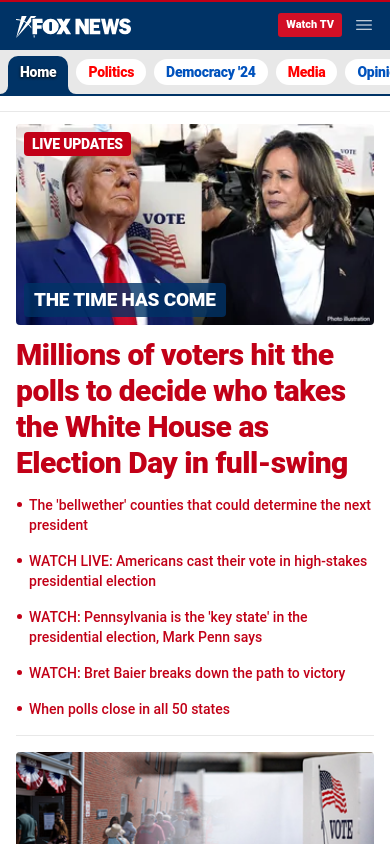 FOX NEWS
Watch TV
Home
Politics
Democracy '24
Media
Opini
LIVE UPDATES
VOTE
VOTE
THE TIME HAS COME
Photo illustration
Millions of voters hit the
polls to decide who takes
the White House as
Election Day in full-swing
• The 'bellwether' counties that could determine the next
president
• WATCH LIVE: Americans cast their vote in high-stakes
presidential election
• WATCH: Pennsylvania is the 'key state' in the
presidential election, Mark Penn says
• WATCH: Bret Baier breaks down the path to victory
• When polls close in all 50 states
VOTE